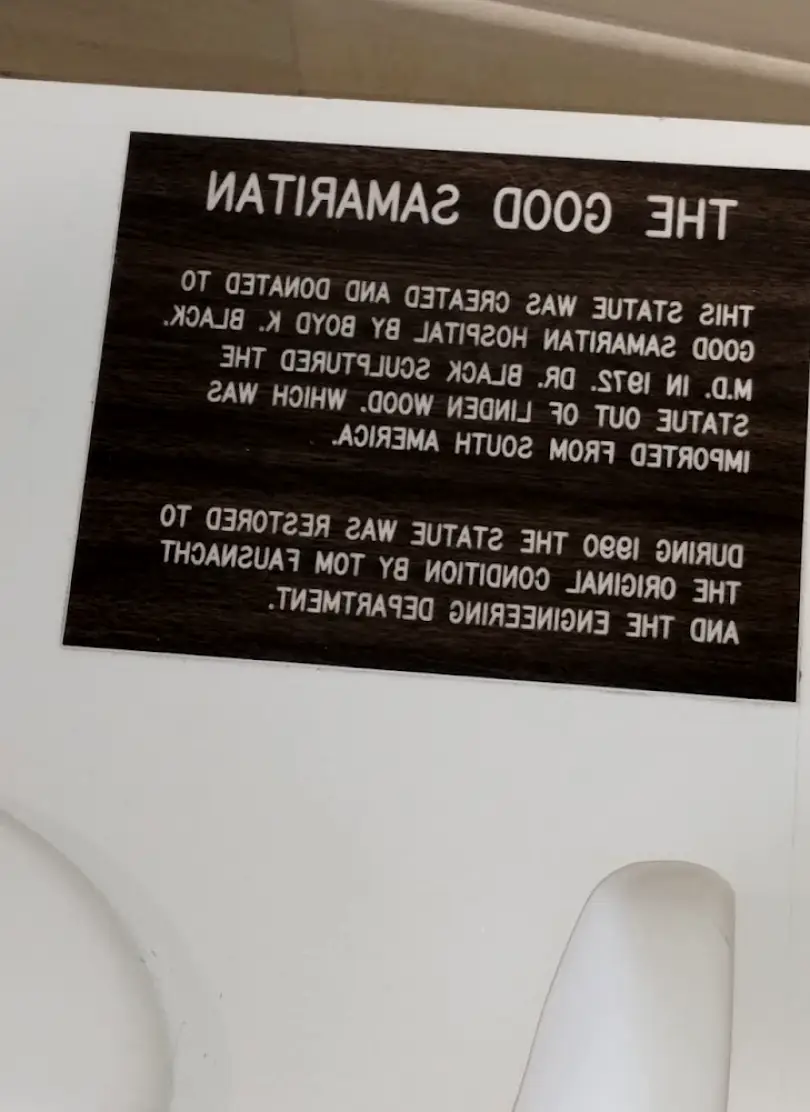 THE GOOD SAMARITAN
THIS STATUE WAS CREATED AND DONATED TO
GOOD SAMARITAN HOSPITAL BY BOYD K. BLACK.
M.D. IN 1972. DR. BLACK SCULPTURED THE
STATUE OUT OF LINDEN WOOD. WHICH WAS
IMPORTED FROM SOUTH AMERICA.
DURING 1990 THE STATUE WAS RESTORED TO
THE ORIGINAL CONDITION BY TOM FAUSNACHT
AND THE ENGINEERING DEPARTMENT.